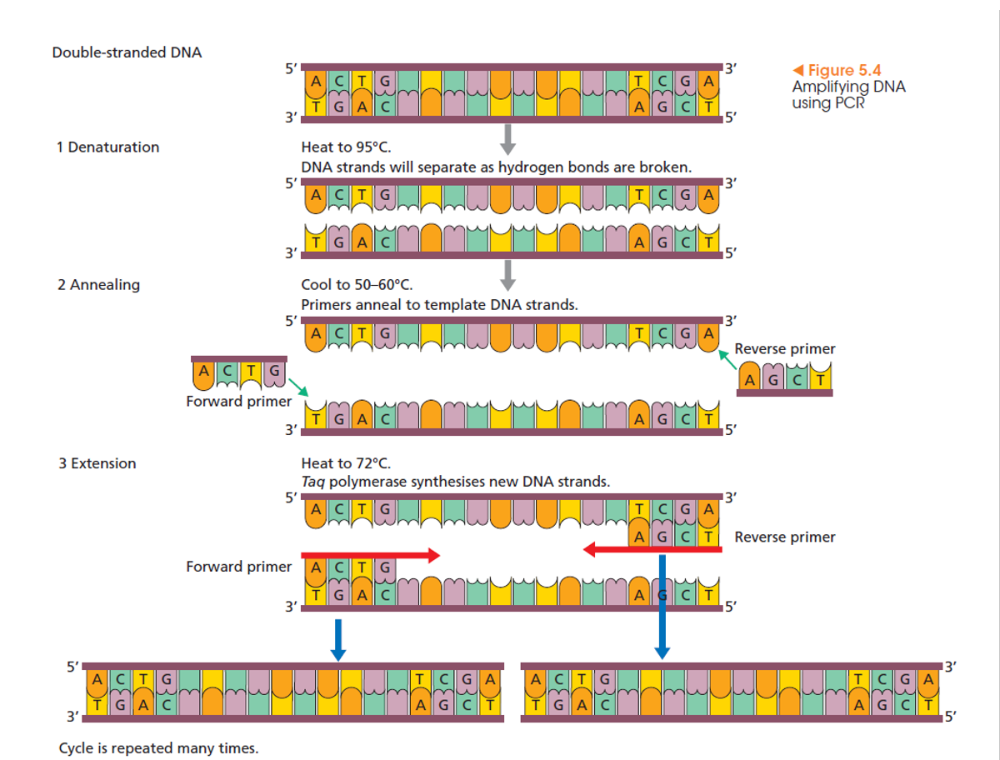 Double-stranded DNA
5′ 3′
A C T G T C G A
T G A C A G C T
3′ 5′
◀ Figure 5.4
Amplifying DNA
using PCR
1 Denaturation
Heat to 95°C.
DNA strands will separate as hydrogen bonds are broken.
5′ 3′
A C T G T C G A
T G A C A G C T
3′ 5′
2 Annealing
Cool to 50–60°C.
Primers anneal to template DNA strands.
5′ 3′
A C T G T C G A
Reverse primer
A G C T
A C T G
Forward primer
T G A C A G C T
3′ 5′
3 Extension
Heat to 72°C.
Taq polymerase synthesises new DNA strands.
5′ 3′
A C T G T C G A
A G C T Reverse primer
Forward primer A C T G
T G A C A G C T
3′ 5′
5′ A C T G T C G A
3′ T G A C A G C T
A C T G T C G A 3′
T G A C A G C T 5′
Cycle is repeated many times.